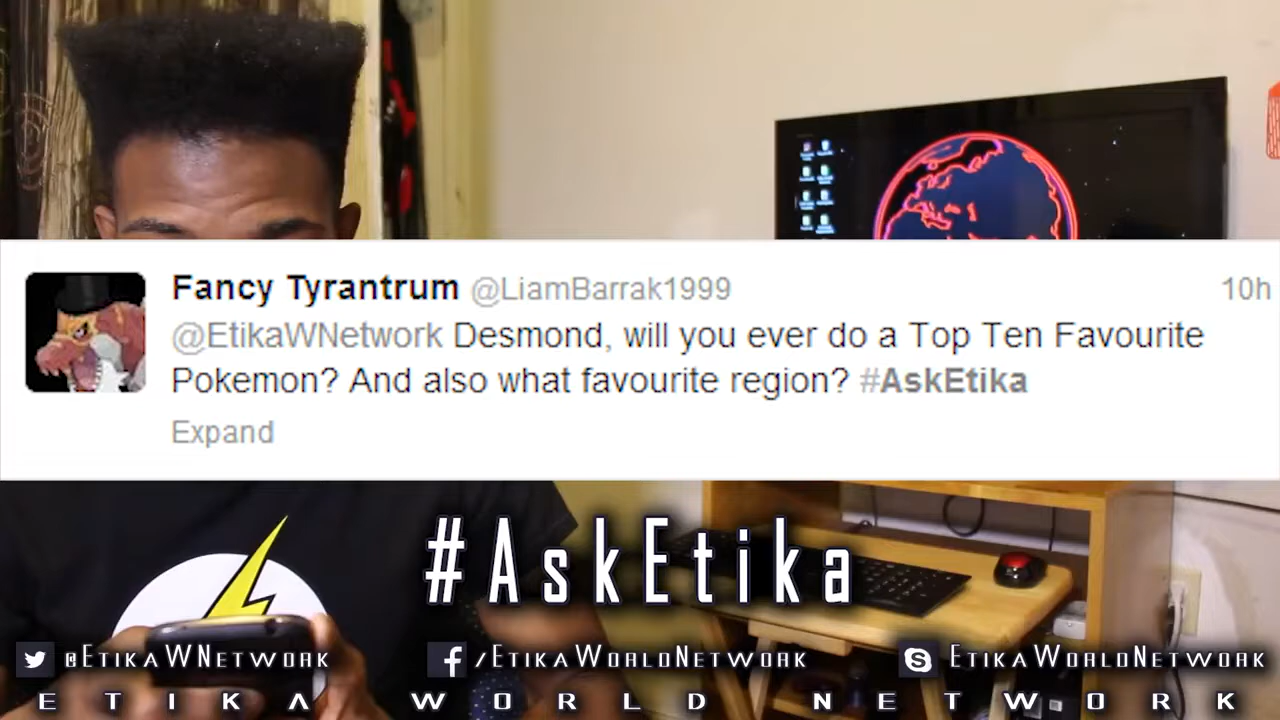 Fancy Tyrantrum @LiamBarrak1999 10h
@EtikaWNetwork Desmond, will you ever do a Top Ten Favourite
Pokemon? And also what favourite region? #AskEtika
Expand
#AskEtika
@EtikaWNetwork /EtikaWorldNetwork EtikaWorldNetwork
ETIKA WORLD NETWORK